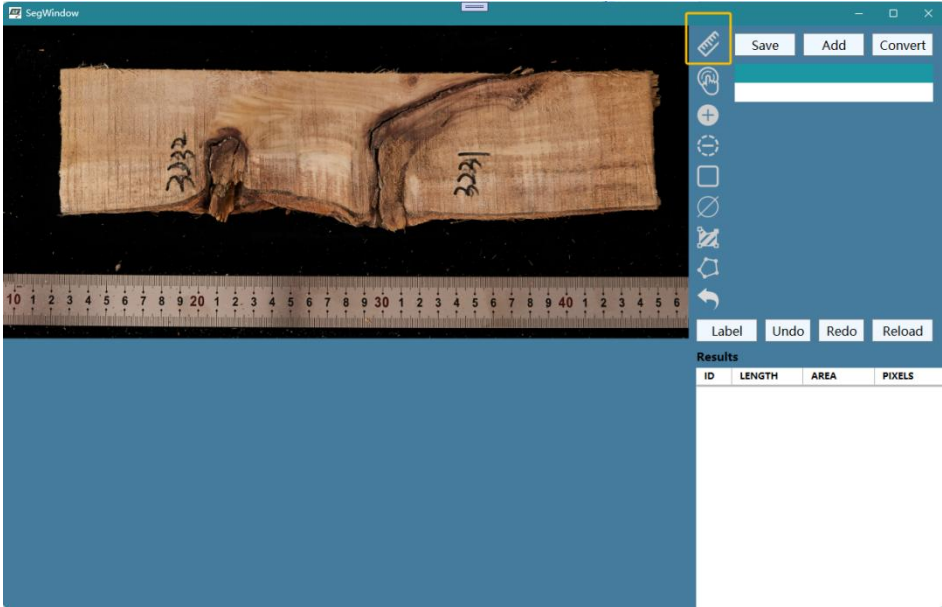 SegWindow
Save Add Convert
3232
3231
10 1 2 3 4 5 6 7 8 9 20 1 2 3 4 5 6 7 8 9 30 1 2 3 4 5 6 7 8 9 40 1 2 3 4 5 6
Label Undo Redo Reload
Results
ID LENGTH AREA PIXELS